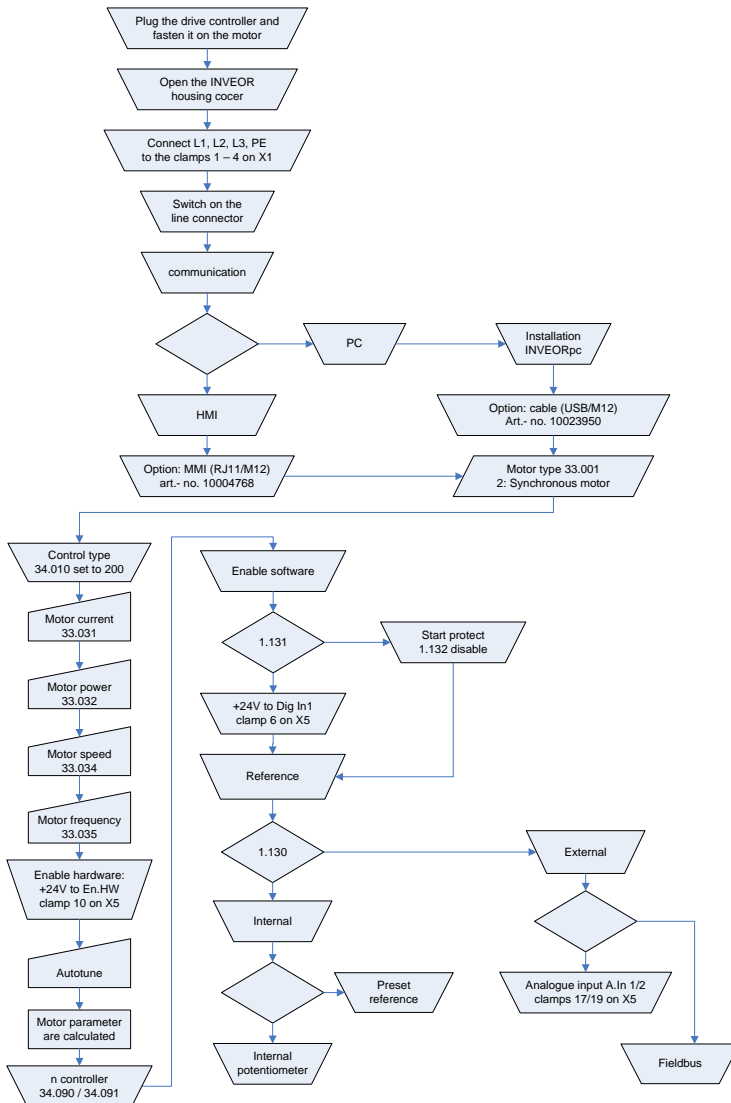 Plug the drive controller and
fasten it on the motor
Open the INVEOR
housing cocer
Connect L1, L2, L3, PE
to the clamps 1 – 4 on X1
Switch on the
line connector
communication
PC
Installation
INVEORpc
HMI
Option: cable (USB/M12)
Art.- no. 10023950
Option: MMI (RJ11/M12)
art.- no. 10004768
Motor type 33.001
2: Synchronous motor
Control type
34.010 set to 200
Motor current
33.031
Motor power
33.032
Motor speed
33.034
Motor frequency
33.035
Enable hardware:
+24V to En.HW
clamp 10 on X5
Autotune
Motor parameter
are calculated
n controller
34.090 / 34.091
Enable software
1.131
Start protect
1.132 disable
+24V to Dig In1
clamp 6 on X5
Reference
1.130
External
Internal
Preset
reference
Analogue input A.In 1/2
clamps 17/19 on X5
Internal
potentiometer
Fieldbus